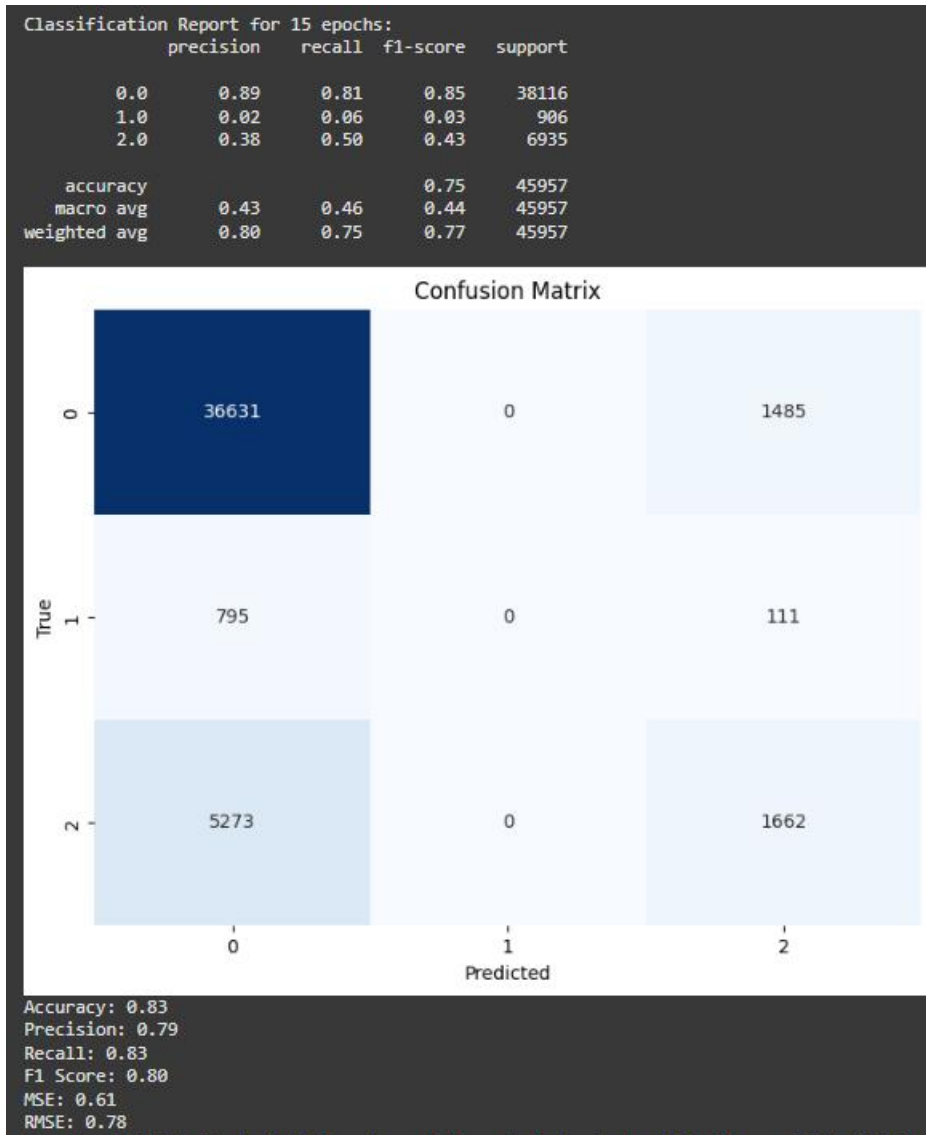 Classification Report for 15 epochs:
precision recall f1-score support
0.0 0.89 0.81 0.85 38116
1.0 0.02 0.06 0.03 906
2.0 0.38 0.50 0.43 6935
accuracy 0.75 45957
macro avg 0.43 0.46 0.44 45957
weighted avg 0.80 0.75 0.77 45957
Confusion Matrix
0 36631 0 1485
True
1 795 0 111
2 5273 0 1662
0 1 2
Predicted
Accuracy: 0.83
Precision: 0.79
Recall: 0.83
F1 Score: 0.80
MSE: 0.61
RMSE: 0.78